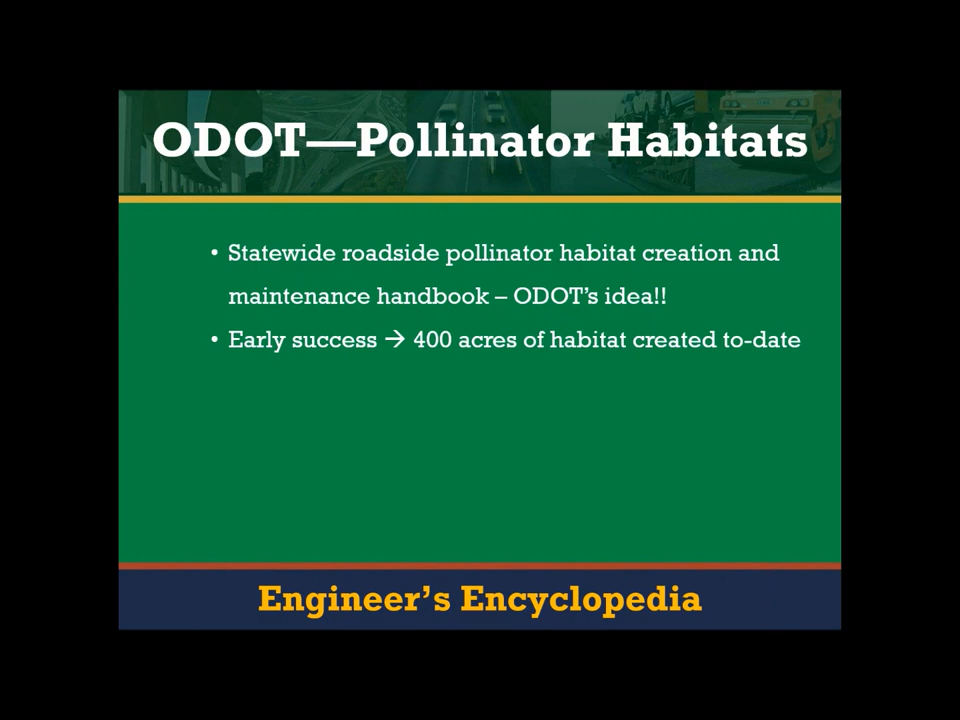 ODOT—Pollinator Habitats
• Statewide roadside pollinator habitat creation and
maintenance handbook – ODOT’s idea!!
• Early success → 400 acres of habitat created to-date
Engineer’s Encyclopedia